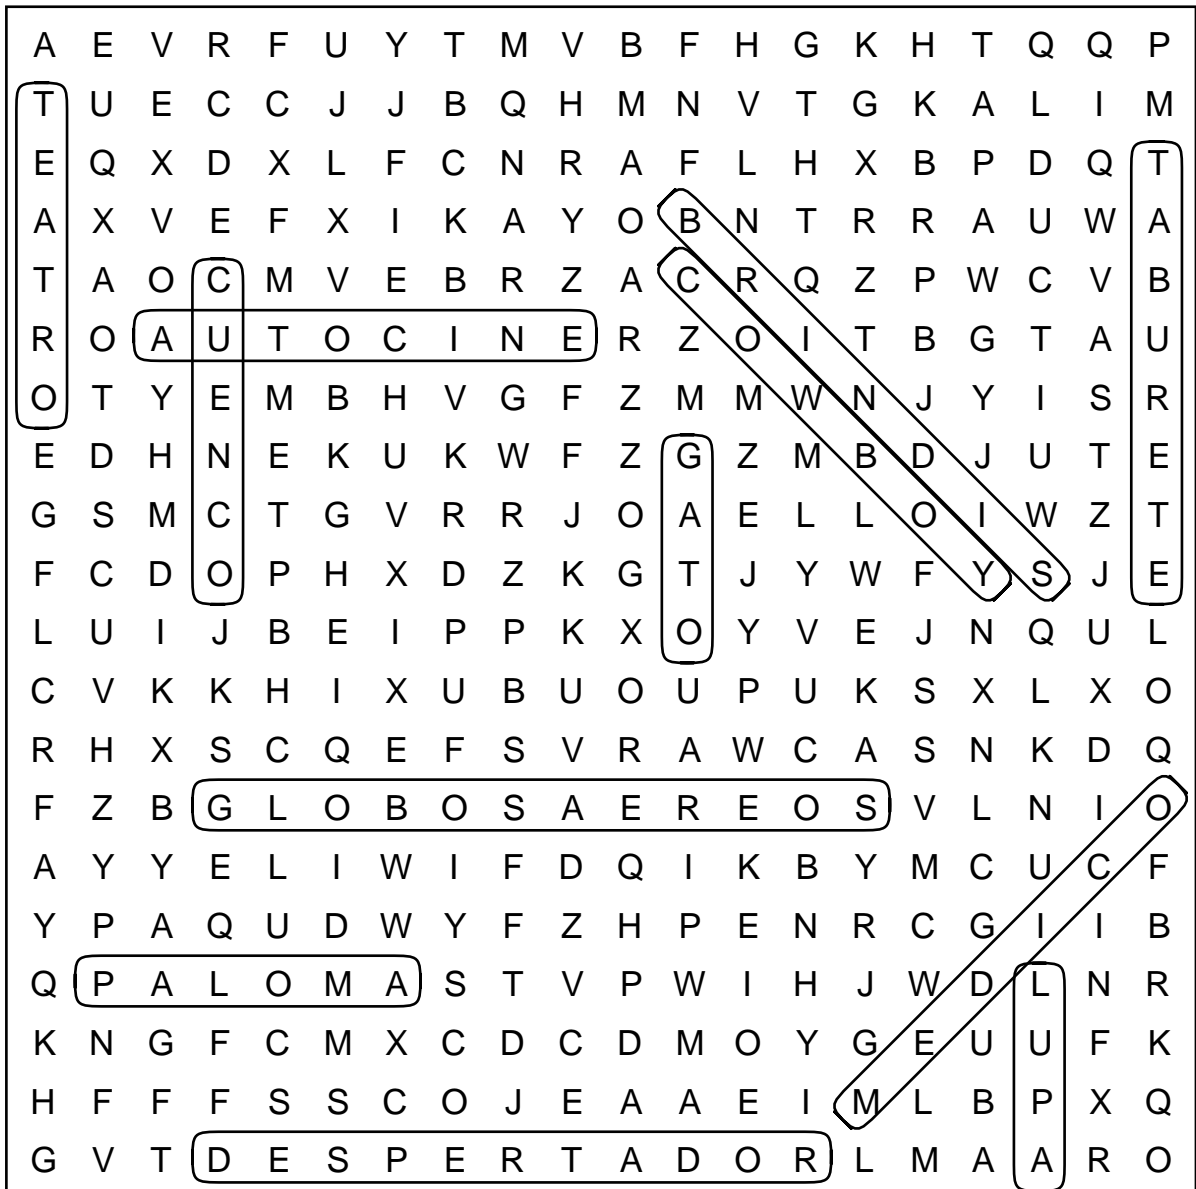 A E V R F U Y T M V B F H G K H T Q Q P
T U E C C J J B Q H M N V T G K A L I M
E Q X D X L F C N R A F L H X B P D Q T
A X V E F X I K A Y O B N T R R A U W A
T A O C M V E B R Z A C R Q Z P W C V B
R O A U T O C I N E R Z O I T B G T A U
O T Y E M B H V G F Z M M W N J Y I S R
E D H N E K U K W F Z G Z M B D J U T E
G S M C T G V R R J O A E L L O I W Z T
F C D O P H X D Z K G T J Y W F Y S J E
L U I J B E I P P K X O Y V E J N Q U L
C V K K H I X U B U O U P U K S X L X O
R H X S C Q E F S V R A W C A S N K D Q
F Z B G L O B O S A E R E O S V L N I O
A Y Y E L I W I F D Q I K B Y M C U C F
Y P A Q U D W Y F Z H P E N R C G I I B
Q P A L O M A S T V P W I H J W D L N R
K N G F C M X C D C D M O Y G E U U F K
H F F F S S C O J E A A E I M L B P X Q
G V T D E S P E R T A D O R L M A A R O